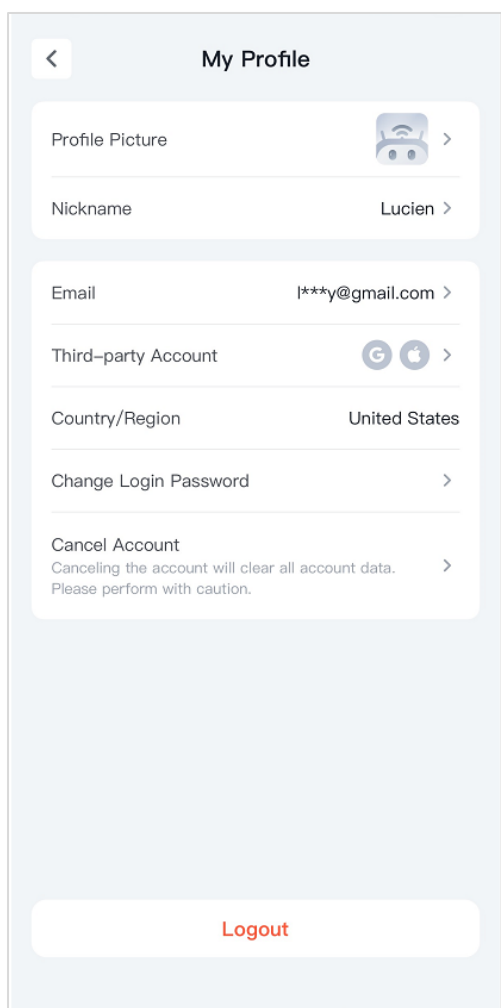 My Profile
Profile Picture
Nickname
Lucien
Email
l***y@gmail.com
Third-party Account
G
Country/Region
United States
Change Login Password
Cancel Account
Canceling the account will clear all account data.
Please perform with caution.
Logout